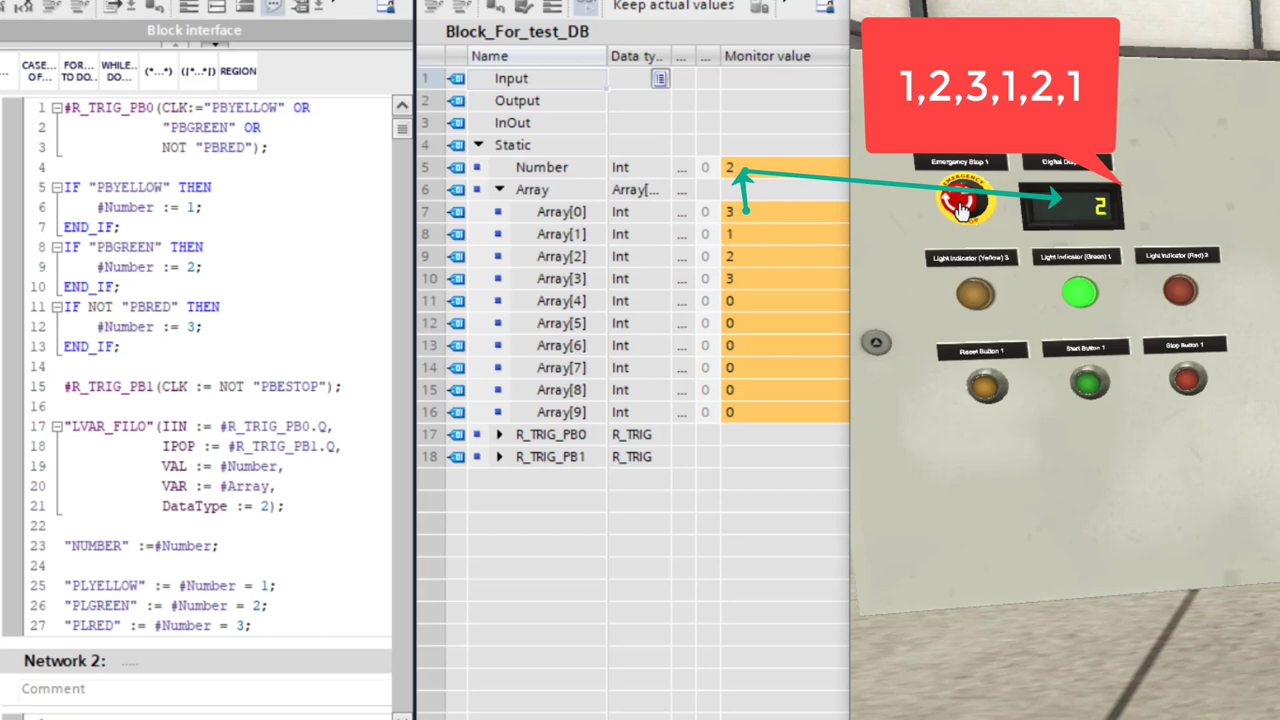 Block interface
CASE... OF... FOR... TO DO.. WHILE.. DO... (*...*) (|*...*|) REGION
1 #R_TRIG_PB0(CLK:="PBYELLOW" OR
2 "PBGREEN" OR
3 NOT "PBRED");
4
5 IF "PBYELLOW" THEN
6 #Number := 1;
7 END_IF;
8 IF "PBGREEN" THEN
9 #Number := 2;
10 END_IF;
11 IF NOT "PBRED" THEN
12 #Number := 3;
13 END_IF;
14
15 #R_TRIG_PB1(CLK := NOT "PBESTOP");
16
17 "LVAR_FILO"(IIN := #R_TRIG_PB0.Q,
18 IPOP := #R_TRIG_PB1.Q,
19 VAL := #Number,
20 VAR := #Array,
21 DataType := 2);
22
23 "NUMBER" :=#Number;
24
25 "PLYELLOW" := #Number = 1;
26 "PLGREEN" := #Number = 2;
27 "PLRED" := #Number = 3;
Network 2: .....
Comment
Keep actual values
Block_For_test_DB
Name Data ty... ... ... Monitor value
1 Input
2 Output
3 InOut
4 Static
5 Number Int ... 0 2
6 Array Array[...
7 Array[0] Int ... 0 3
8 Array[1] Int ... 0 1
9 Array[2] Int ... 0 2
10 Array[3] Int ... 0 3
11 Array[4] Int ... 0 0
12 Array[5] Int ... 0 0
13 Array[6] Int ... 0 0
14 Array[7] Int ... 0 0
15 Array[8] Int ... 0 0
16 Array[9] Int ... 0 0
17 R_TRIG_PB0 R_TRIG
18 R_TRIG_PB1 R_TRIG
1,2,3,1,2,1
Emergency Stop 1
Digital
EMERGENCY
2
Light Indicator (Yellow) 3 Light Indicator (Green) 1 Light Indicator (Red) 2
Reset Button 1 Start Button 1 Stop Button 1